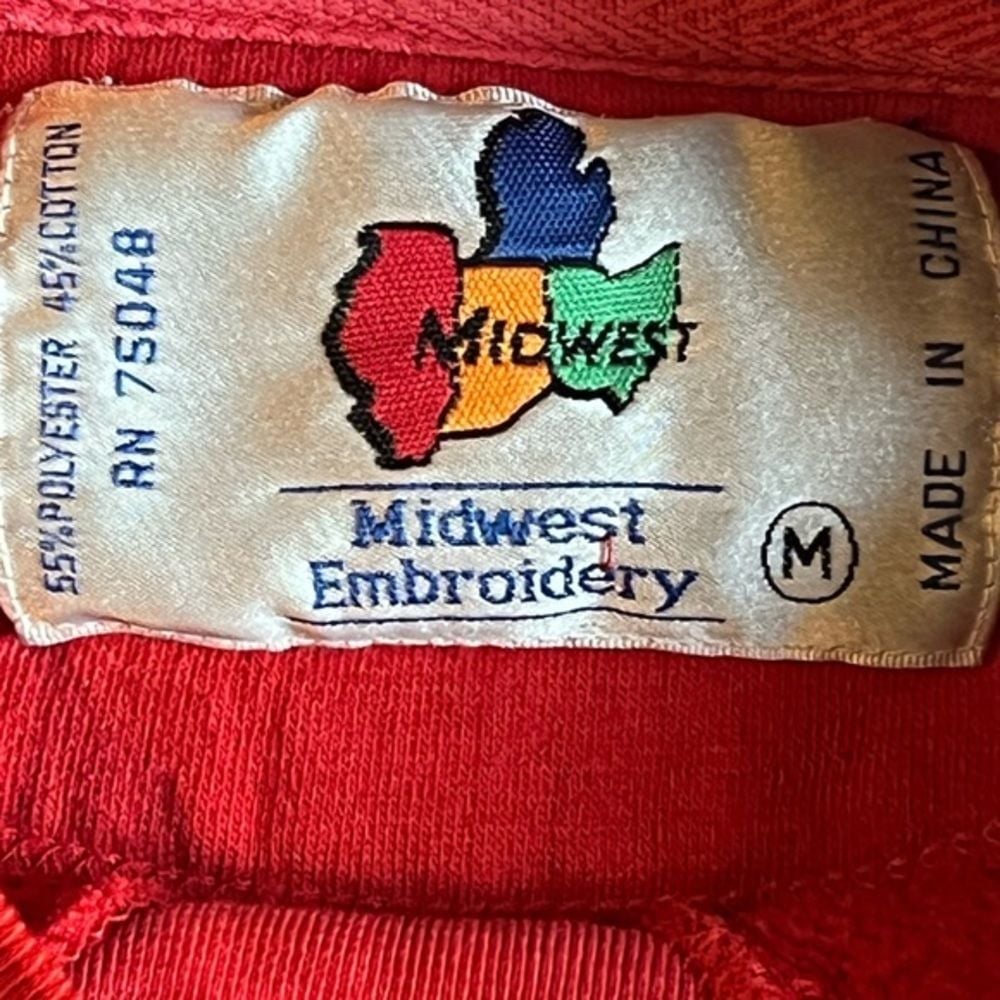 55%POLYESTER 45%COTTON
RN 75048
MIDWEST
Midwest
Embroidery
M
MADE IN CHINA